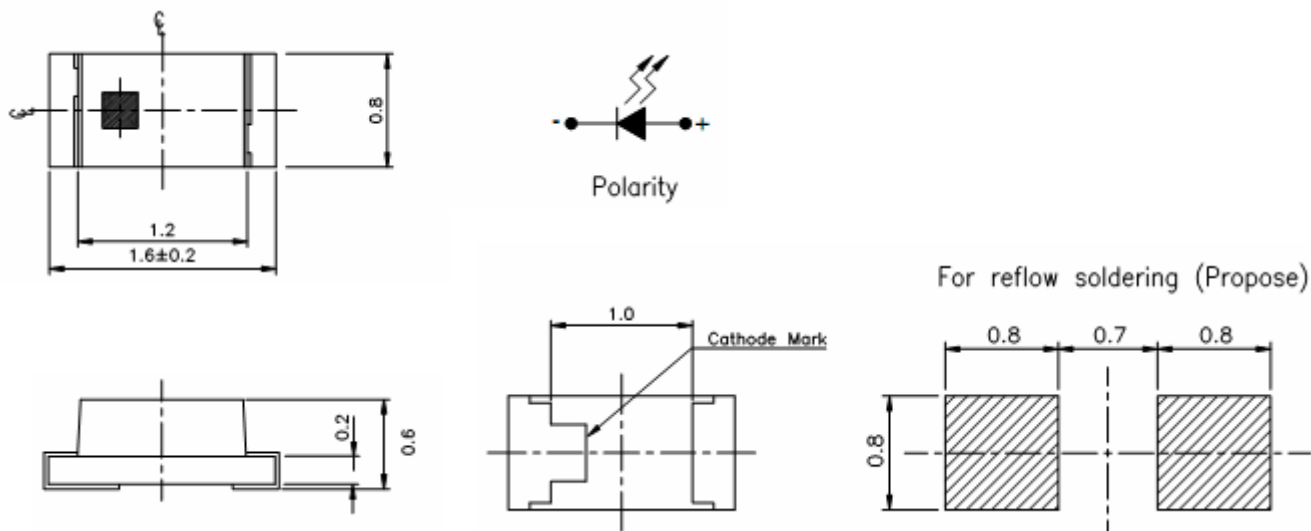 ℄
℄
0.8
1.2
1.6±0.2
- +
Polarity
0.2
0.6
1.0
Cathode Mark
For reflow soldering (Propose)
0.8 0.7 0.8
0.8